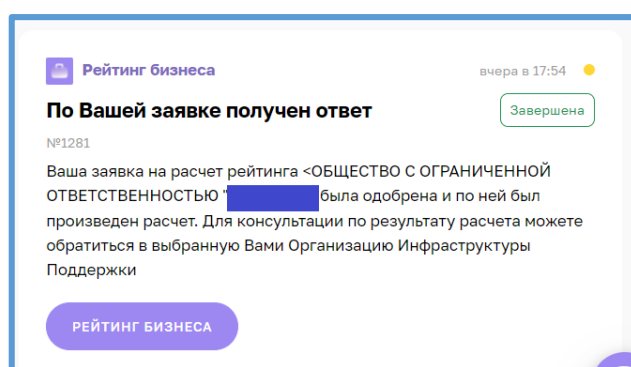 Рейтинг бизнеса
вчера в 17:54
По Вашей заявке получен ответ
Завершена
№1281
Ваша заявка на расчет рейтинга <ОБЩЕСТВО С ОГРАНИЧЕННОЙ
ОТВЕТСТВЕННОСТЬЮ " была одобрена и по ней был
произведен расчет. Для консультации по результату расчета можете
обратиться в выбранную Вами Организацию Инфраструктуры
Поддержки
РЕЙТИНГ БИЗНЕСА